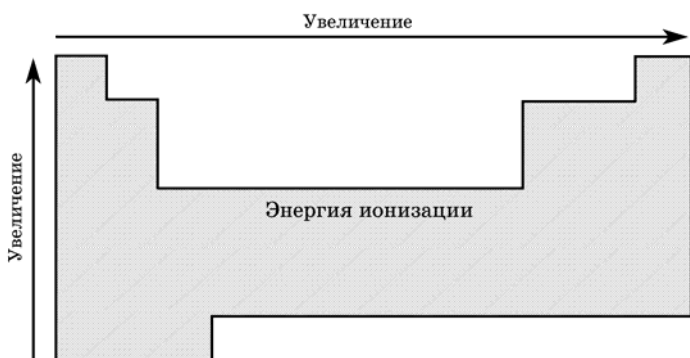 Увеличение
Увеличение
Энергия ионизации